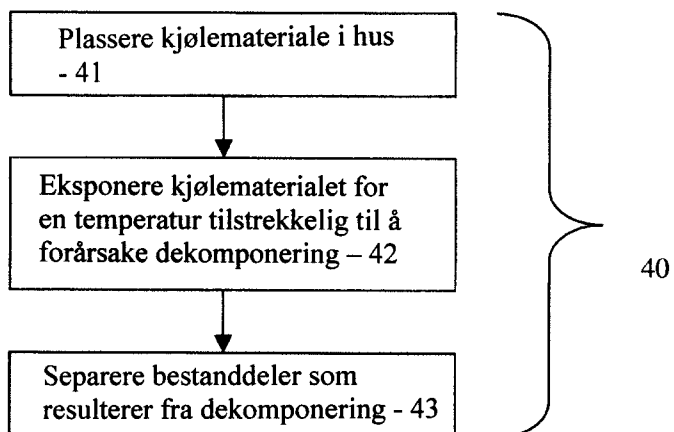 Plassere kjølemateriale i hus
- 41
Eksponere kjølematerialet for
en temperatur tilstrekkelig til å
forårsake dekomponering – 42
40
Separere bestanddeler som
resulterer fra dekomponering - 43